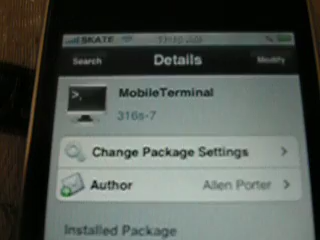 SKATE
Search Details Modify
MobileTerminal
316s-7
Change Package Settings
Author Allen Porter
Installed Package